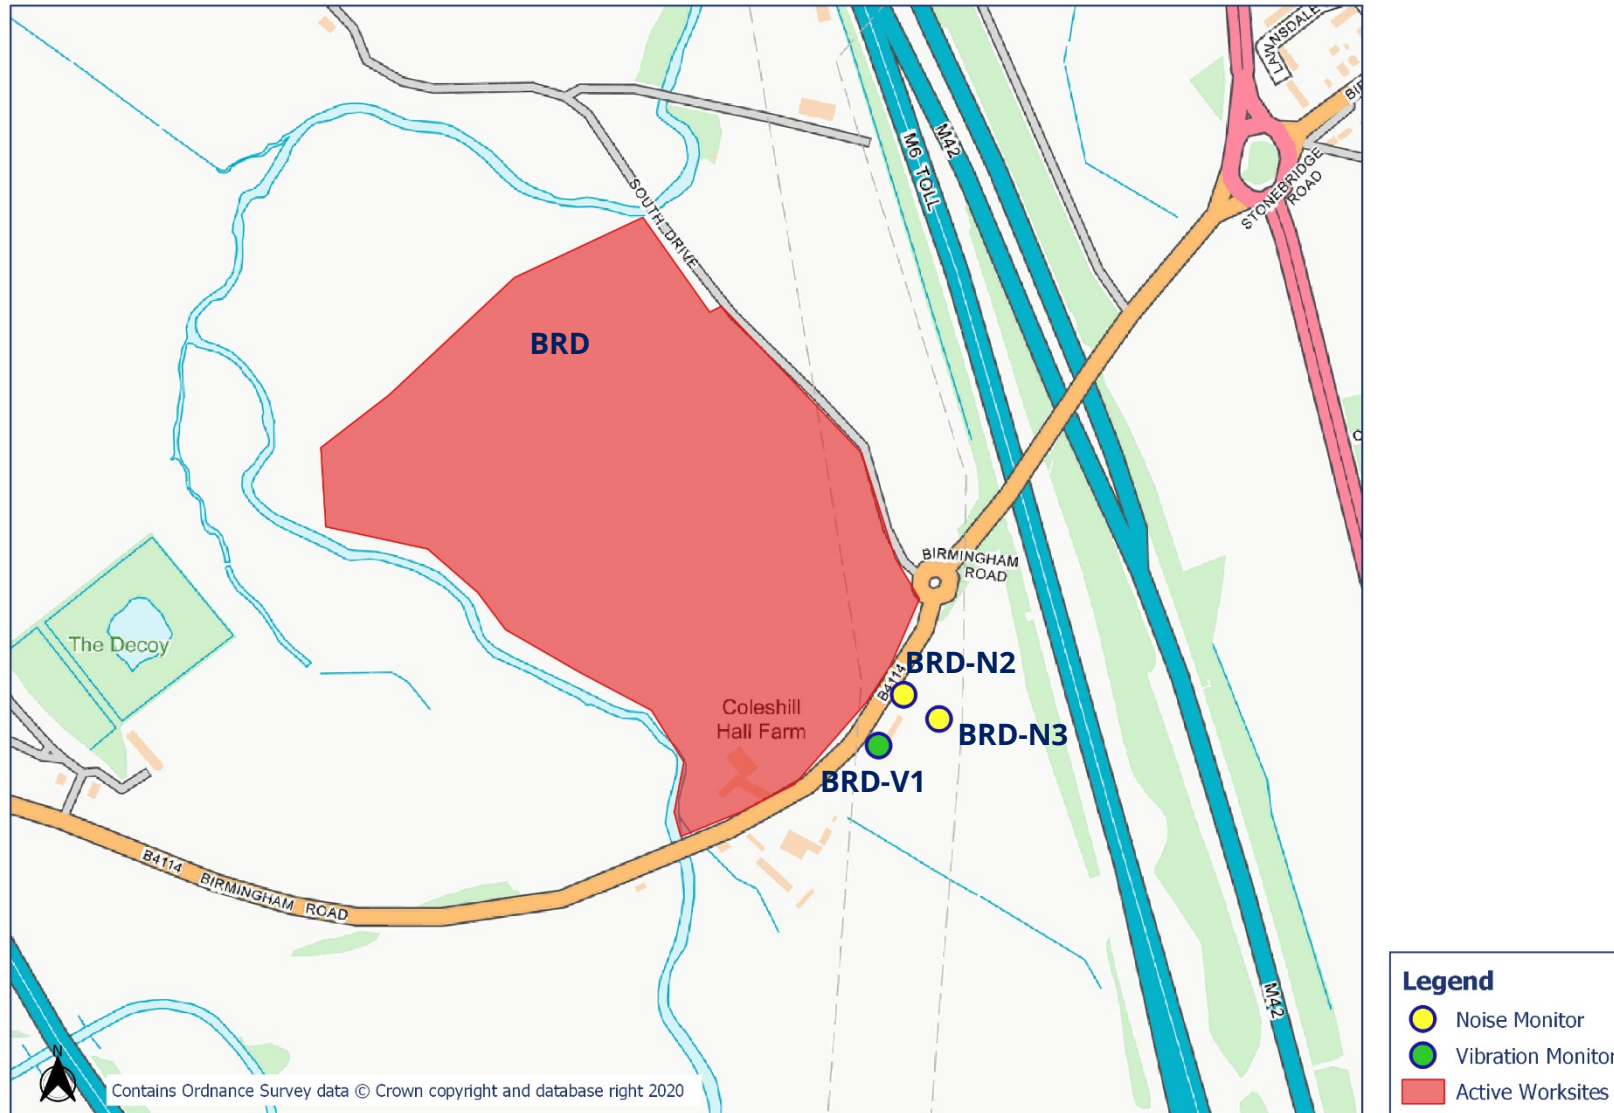 LAWNSDALE
M6 TOLL
M42
STONEBRIDGE
ROAD
SOUTH DRIVE
BRD
BIRMINGHAM
ROAD
The Decoy
B4114
BRD-N2
Coleshill
Hall Farm
BRD-N3
BRD-V1
B4114 BIRMINGHAM ROAD
M42
N
Contains Ordnance Survey data © Crown copyright and database right 2020
Legend
Noise Monitor
Vibration Monitor
Active Worksites